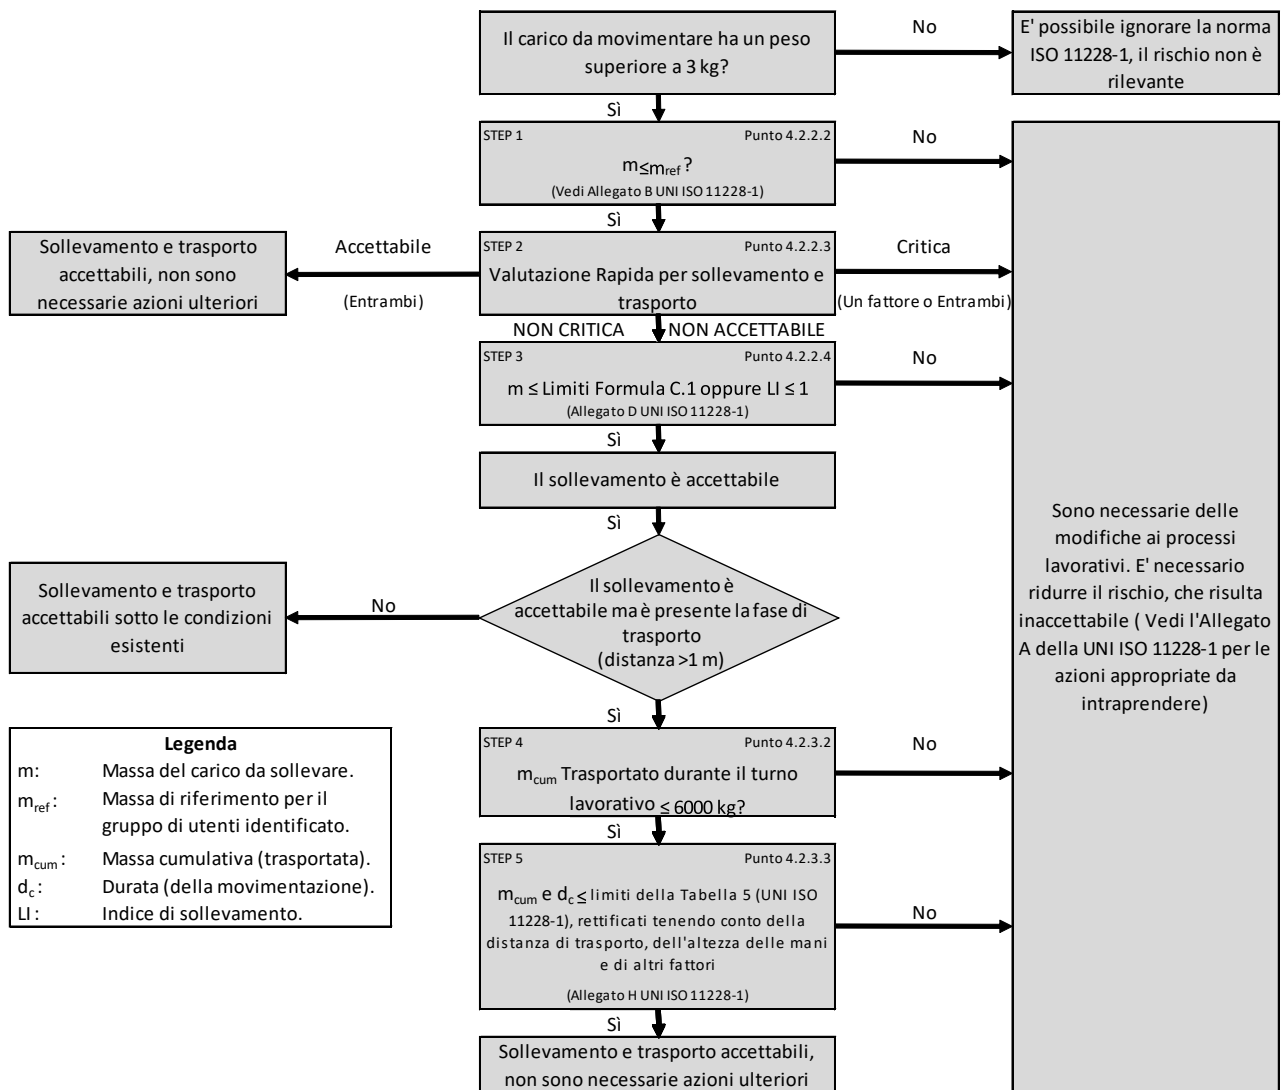 Il carico da movimentare ha un peso
superiore a 3 kg?
No
E' possibile ignorare la norma
ISO 11228-1, il rischio non è
rilevante
Sì
STEP 1 Punto 4.2.2.2
m≤mref ?
(Vedi Allegato B UNI ISO 11228-1)
No
Sì
Sollevamento e trasporto
accettabili, non sono
necessarie azioni ulteriori
Accettabile
(Entrambi)
STEP 2 Punto 4.2.2.3
Valutazione Rapida per sollevamento e
trasporto
Critica
(Un fattore o Entrambi)
NON CRITICA NON ACCETTABILE
STEP 3 Punto 4.2.2.4
m ≤ Limiti Formula C.1 oppure LI ≤ 1
(Allegato D UNI ISO 11228-1)
No
Sì
Il sollevamento è accettabile
Sì
Sono necessarie delle
modifiche ai processi
lavorativi. E' necessario
ridurre il rischio, che risulta
inaccettabile ( Vedi l'Allegato
A della UNI ISO 11228-1 per le
azioni appropriate da
intraprendere)
Sollevamento e trasporto
accettabili sotto le condizioni
esistenti
No
Il sollevamento è
accettabile ma è presente la fase di
trasporto
(distanza >1 m)
Sì
STEP 4 Punto 4.2.3.2
mcum Trasportato durante il turno
lavorativo ≤ 6000 kg?
No
Sì
Legenda
m: Massa del carico da sollevare.
mref : Massa di riferimento per il
gruppo di utenti identificato.
mcum : Massa cumulativa (trasportata).
dc : Durata (della movimentazione).
LI : Indice di sollevamento.
STEP 5 Punto 4.2.3.3
mcum e dc ≤ limiti della Tabella 5 (UNI ISO
11228-1), rettificati tenendo conto della
distanza di trasporto, dell'altezza delle mani
e di altri fattori
(Allegato H UNI ISO 11228-1)
No
Sì
Sollevamento e trasporto accettabili,
non sono necessarie azioni ulteriori